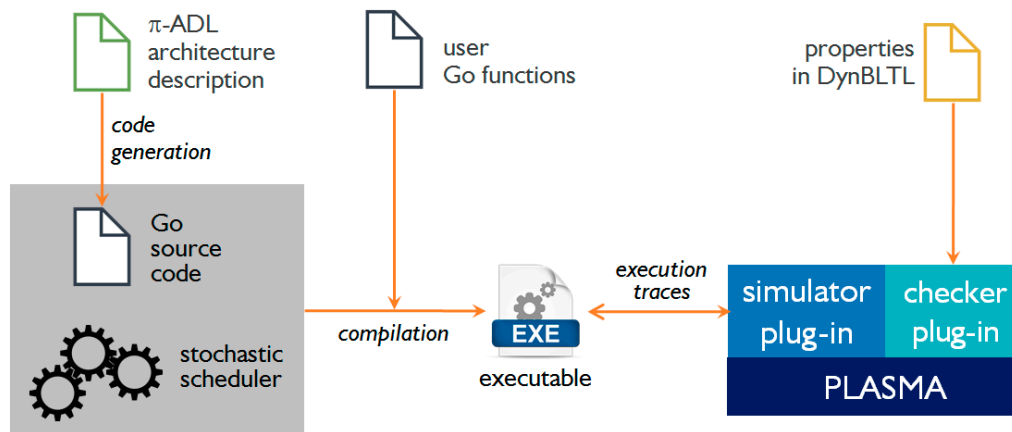 π-ADL
architecture
description
user
Go functions
properties
in DynBLTL
code
generation
Go
source
code
stochastic
scheduler
compilation
EXE
executable
execution
traces
simulator
plug-in
checker
plug-in
PLASMA